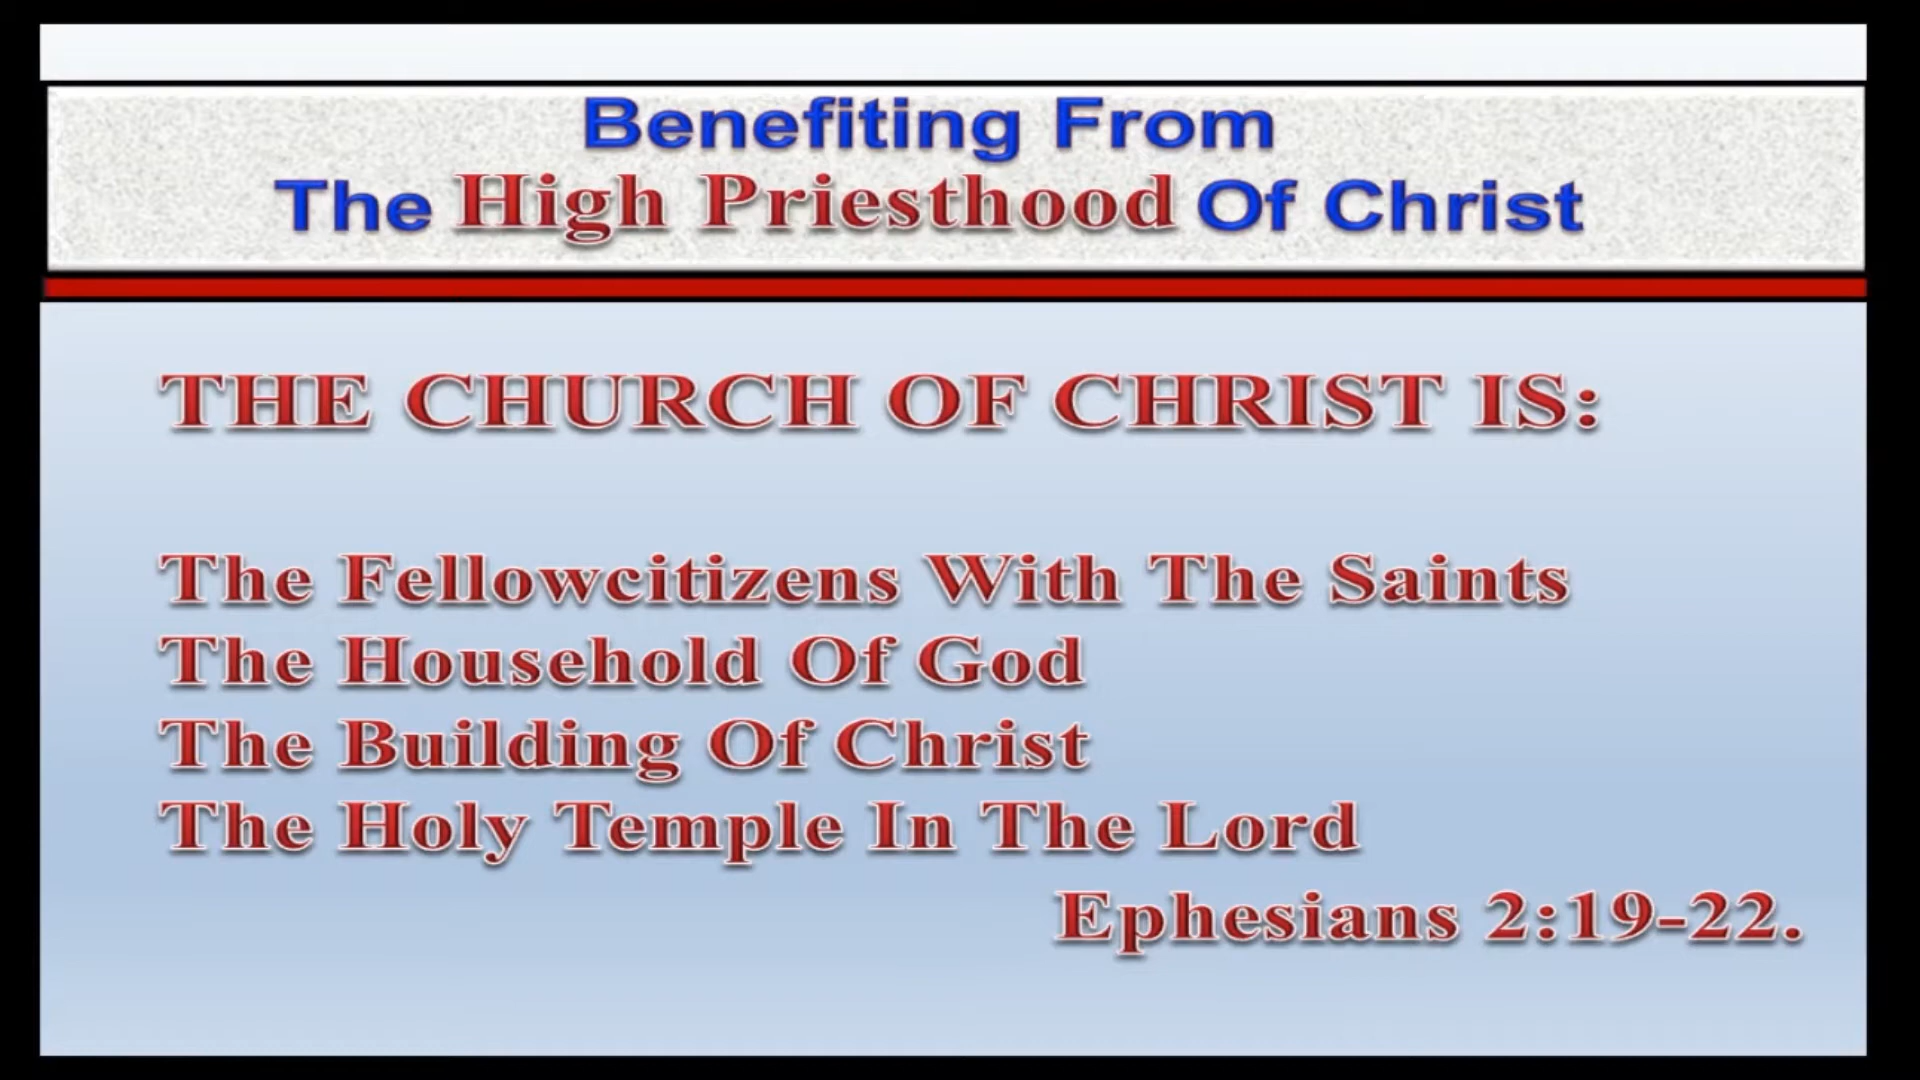 Benefiting From
The High Priesthood Of Christ
THE CHURCH OF CHRIST IS:
The Fellowcitizens With The Saints
The Household Of God
The Building Of Christ
The Holy Temple In The Lord
Ephesians 2:19-22.